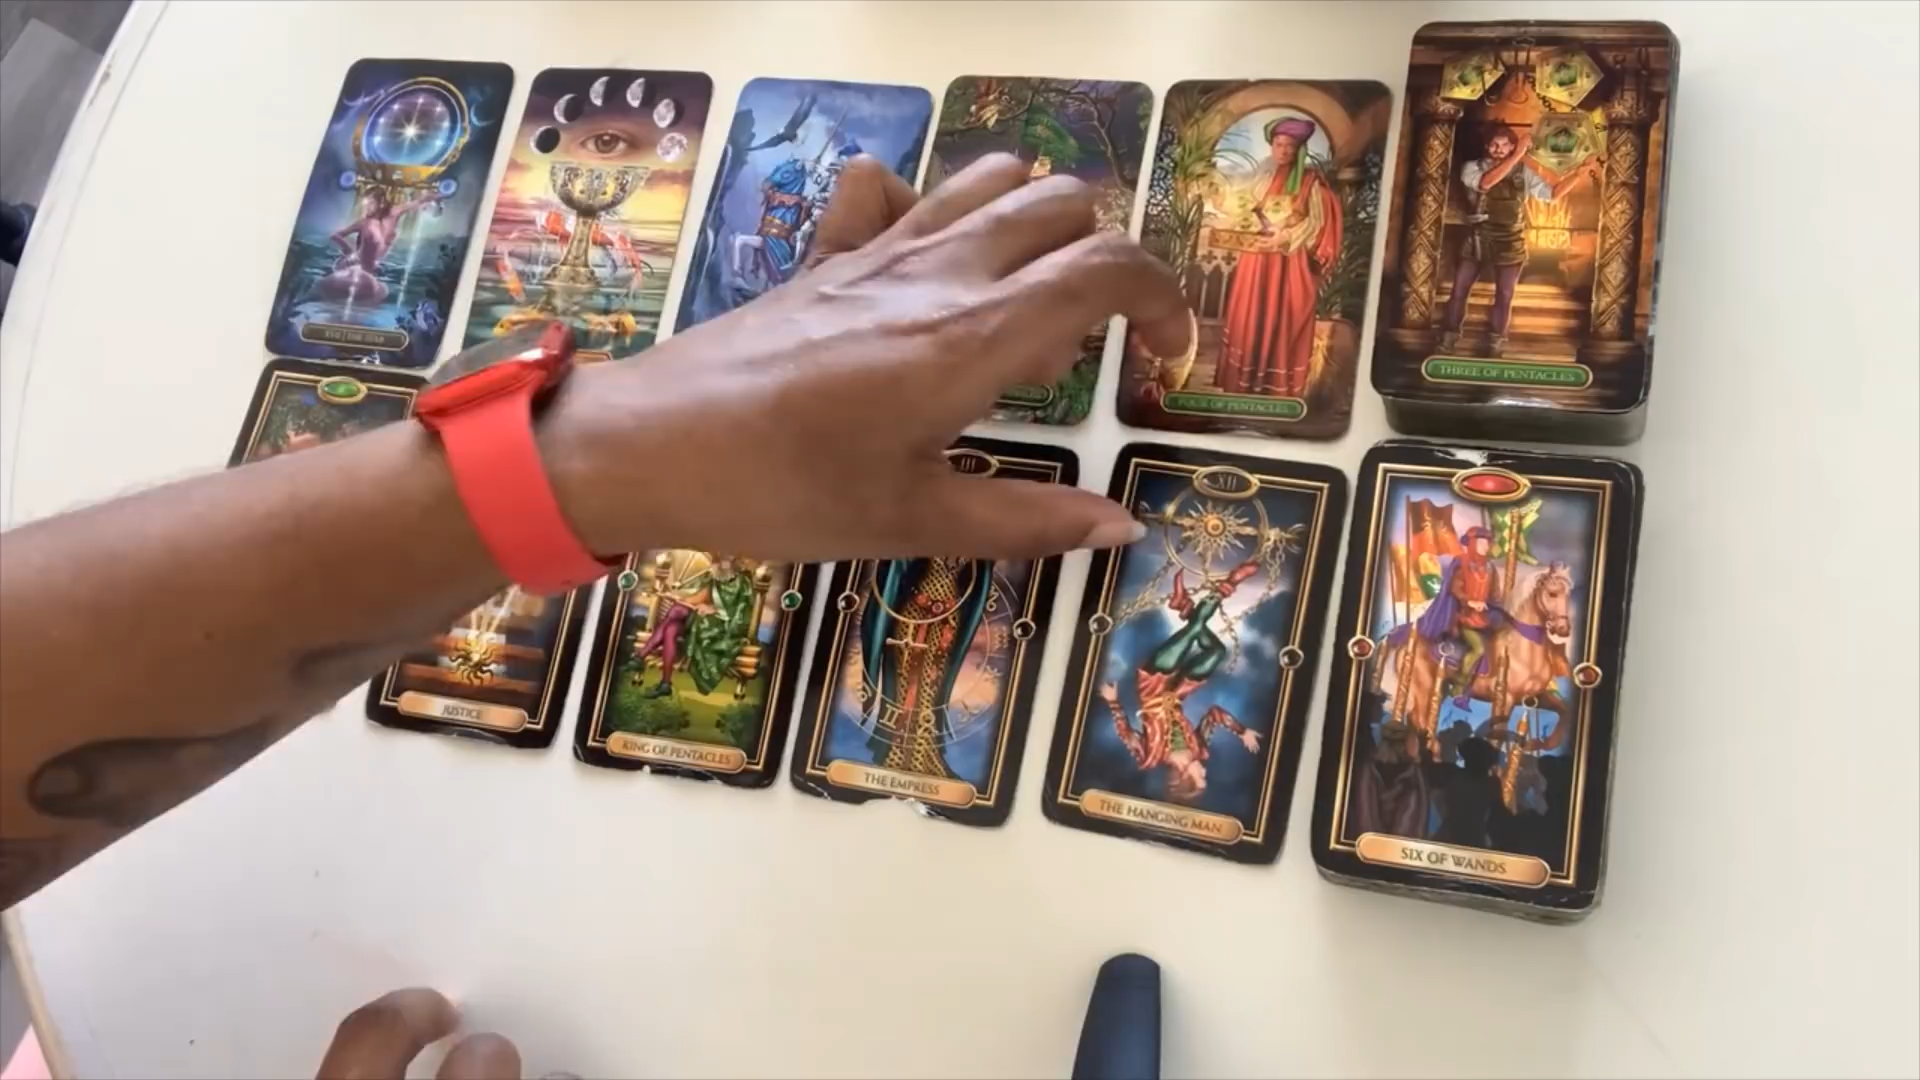 XVII | THE STAR
FOUR OF PENTACLES
THREE OF PENTACLES
III
XII
JUSTICE
KING OF PENTACLES
THE EMPRESS
THE HANGING MAN
SIX OF WANDS